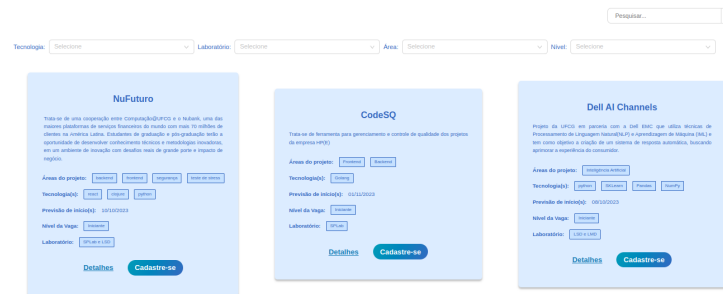 Pesquisar...
Tecnologia: Selecione Laboratório: Selecione Área: Selecione Nível: Selecione
NuFuturo
Trata-se de uma cooperação entre Computação@UFCG e o Nubank, uma das
maiores plataformas de serviços financeiros do mundo com mais 70 milhões de
clientes na América Latina. Estudantes de graduação e pós-graduação terão a
oportunidade de desenvolver conhecimento técnicos e metodologias inovadoras,
em um ambiente de inovação com desafios reais de grande porte e impacto de
negócio.
Áreas do projeto: backend frontend segurança teste de dados
Tecnologia(s): react clojure python
Previsão de início(s): 10/10/2023
Nível da Vaga: Iniciante
Laboratório: SPLab e LSD
Detalhes Cadastre-se
CodeSQ
Trata-se de ferramenta para gerenciamento e controle de qualidade dos projetos
da empresa HP(E)
Áreas do projeto: Frontend Backend
Tecnologia(s): Golang
Previsão de início(s): 01/11/2023
Nível da Vaga: Iniciante
Laboratório: SPLab
Detalhes Cadastre-se
Dell AI Channels
Projeto da UFCG em parceria com a Dell EMC que utiliza técnicas de
Processamento de Linguagem Natural(NLP) e Aprendizagem de Máquina (ML) e
tem como objetivo a criação de um sistema de resposta automática, buscando
aprimorar a experiência do consumidor.
Áreas do projeto: Inteligência Artificial
Tecnologia(s): python SKLearn Pandas NumPy
Previsão de início(s): 08/10/2023
Nível da Vaga: Iniciante
Laboratório: LSD e LMD
Detalhes Cadastre-se